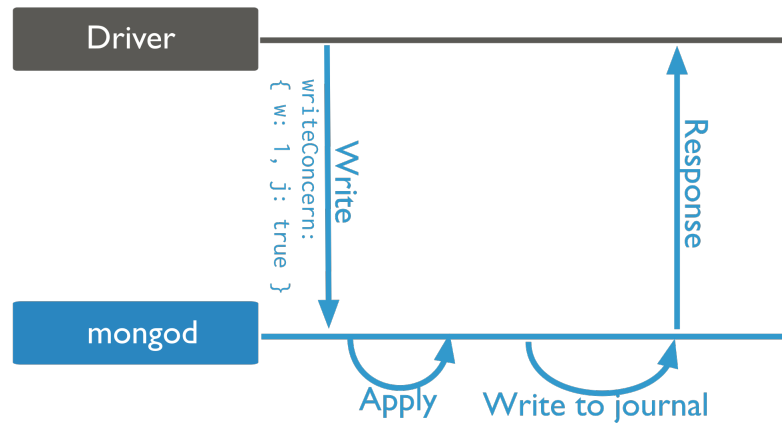 Driver
Write
writeConcern:
{ w: 1, j: true }
Response
mongod
Apply
Write to journal